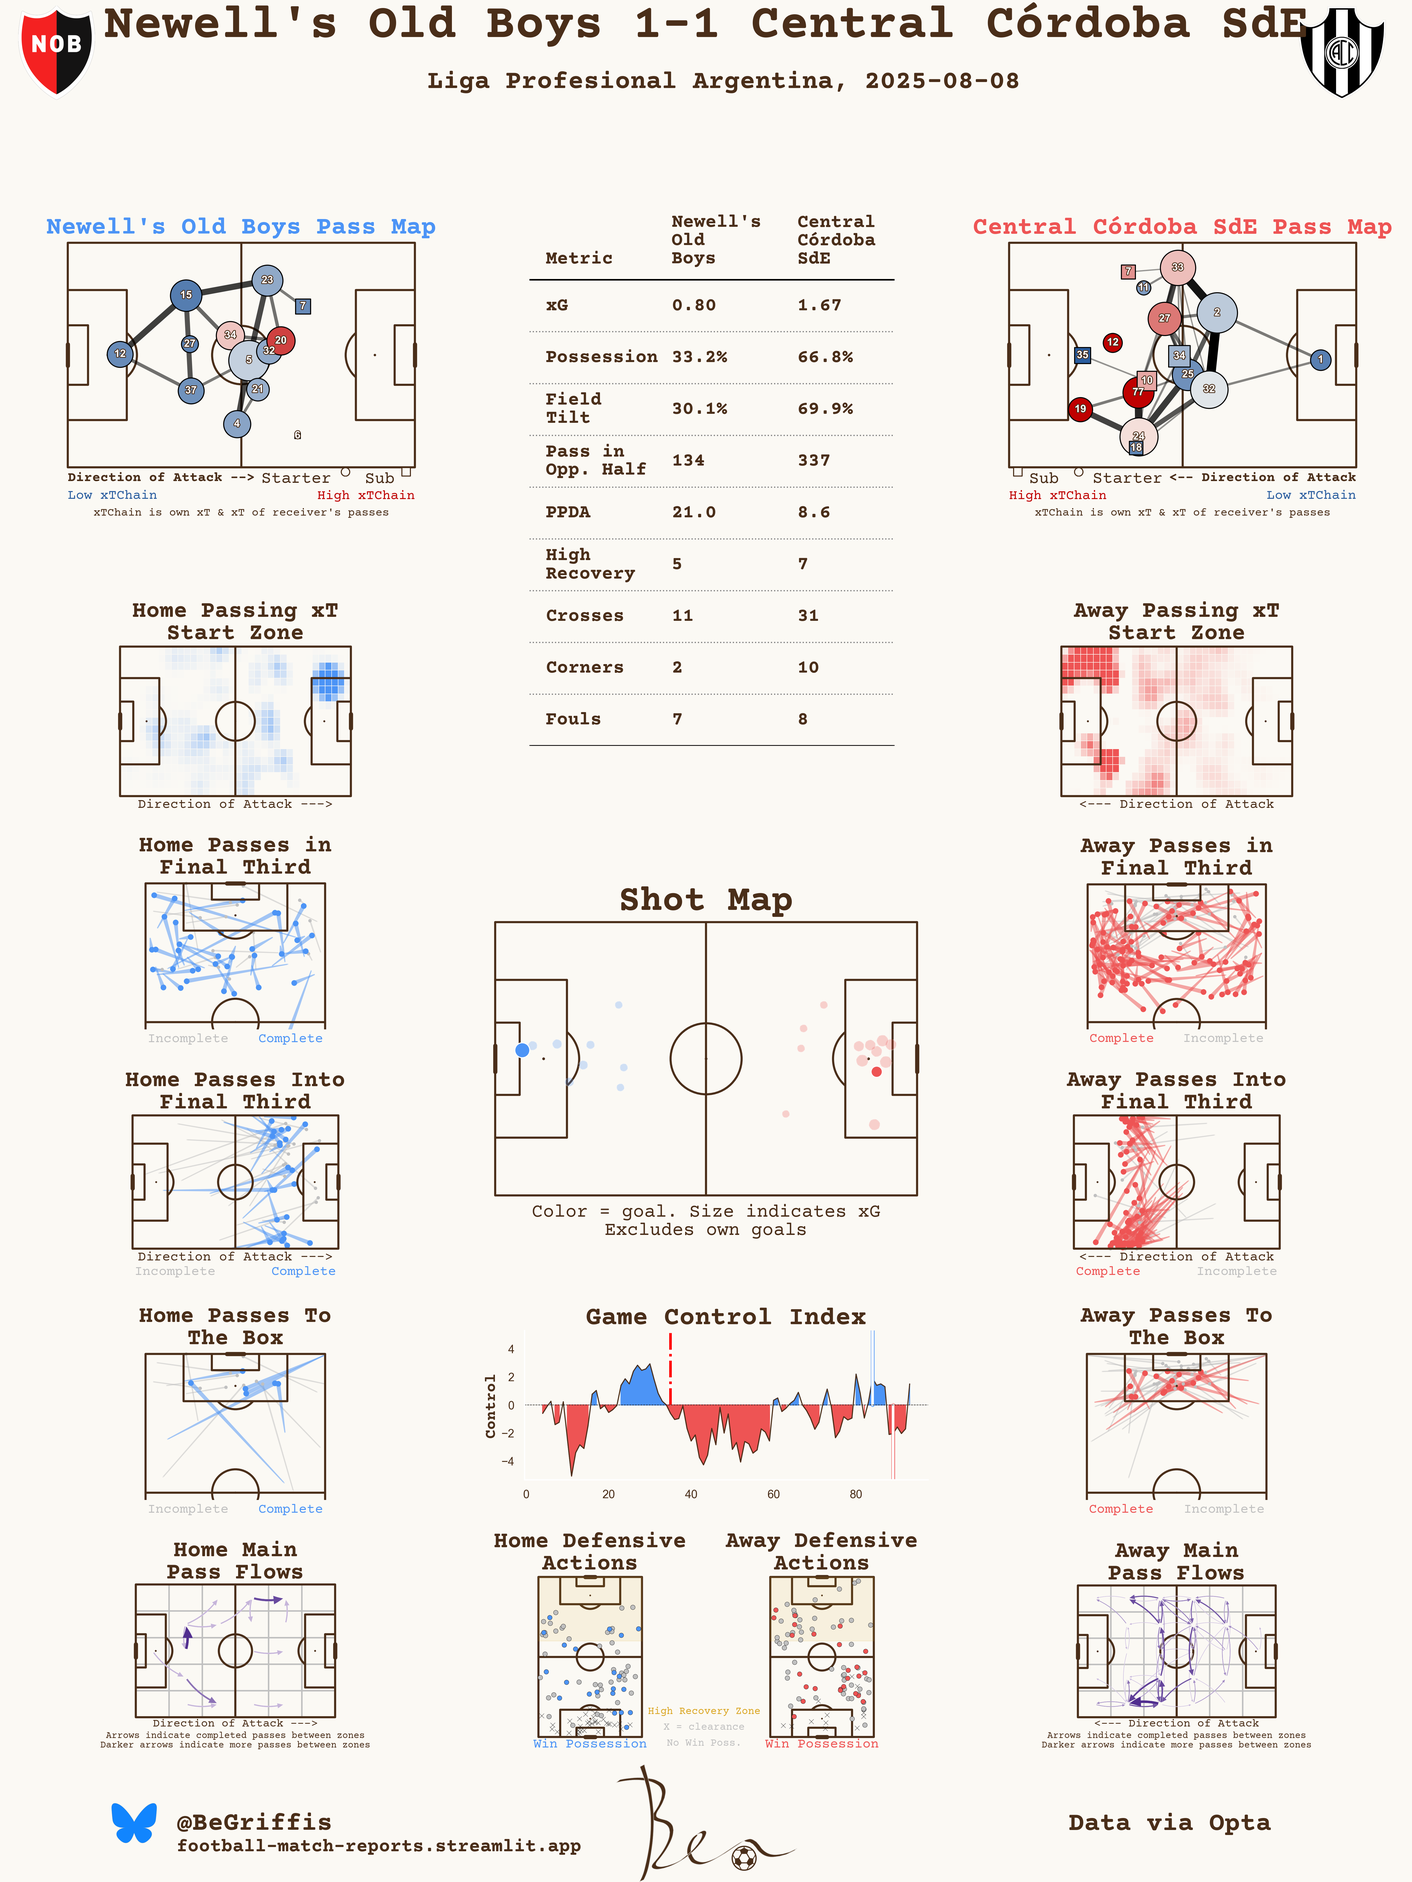 Newell's Old Boys 1-1 Central Córdoba SdE
NOB
Liga Profesional Argentina, 2025-08-08
Newell's Old Boys Pass Map
23
15
7
34
20
27
32
12
5
37
21
4
6
Direction of Attack --> Starter Sub
Low xTChain High xTChain
xTChain is own xT & xT of receiver's passes
Metric Newell's Old Boys Central Córdoba SdE
xG 0.80 1.67
Possession 33.2% 66.8%
Field Tilt 30.1% 69.9%
Pass in Opp. Half 134 337
PPDA 21.0 8.6
High Recovery 5 7
Crosses 11 31
Corners 2 10
Fouls 7 8
Central Córdoba SdE Pass Map
7
33
11
2
27
12
35
34
1
25
10
77
32
19
24
18
Sub Starter <-- Direction of Attack
High xTChain Low xTChain
xTChain is own xT & xT of receiver's passes
Home Passing xT
Start Zone
Direction of Attack --->
Away Passing xT
Start Zone
<--- Direction of Attack
Home Passes in
Final Third
Incomplete Complete
Away Passes in
Final Third
Complete Incomplete
Shot Map
Color = goal. Size indicates xG
Excludes own goals
Home Passes Into
Final Third
Direction of Attack --->
Incomplete Complete
Away Passes Into
Final Third
<--- Direction of Attack
Complete Incomplete
Home Passes To
The Box
Incomplete Complete
Game Control Index
Control
4
2
0
−2
−4
0 20 40 60 80
Away Passes To
The Box
Complete Incomplete
Home Main
Pass Flows
Direction of Attack --->
Arrows indicate completed passes between zones
Darker arrows indicate more passes between zones
Home Defensive
Actions
Win Possession
High Recovery Zone
X = clearance
No Win Poss.
Away Defensive
Actions
Win Possession
Away Main
Pass Flows
<--- Direction of Attack
Arrows indicate completed passes between zones
Darker arrows indicate more passes between zones
@BeGriffis
football-match-reports.streamlit.app
Ben
Data via Opta